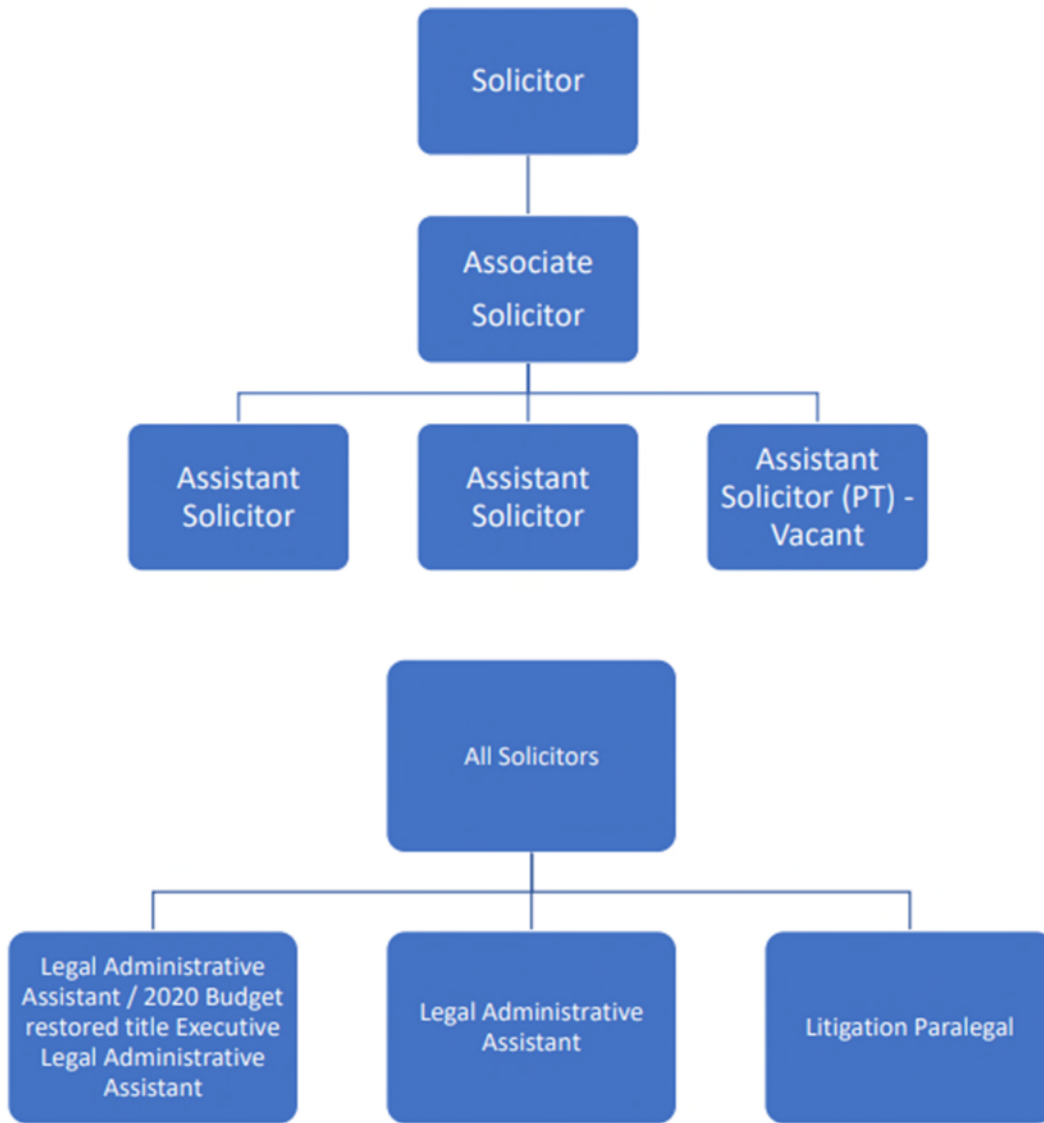 Solicitor
Associate
Solicitor
Assistant
Solicitor
Assistant
Solicitor
Assistant
Solicitor (PT) -
Vacant
All Solicitors
Legal Administrative
Assistant / 2020 Budget
restored title Executive
Legal Administrative
Assistant
Legal Administrative
Assistant
Litigation Paralegal